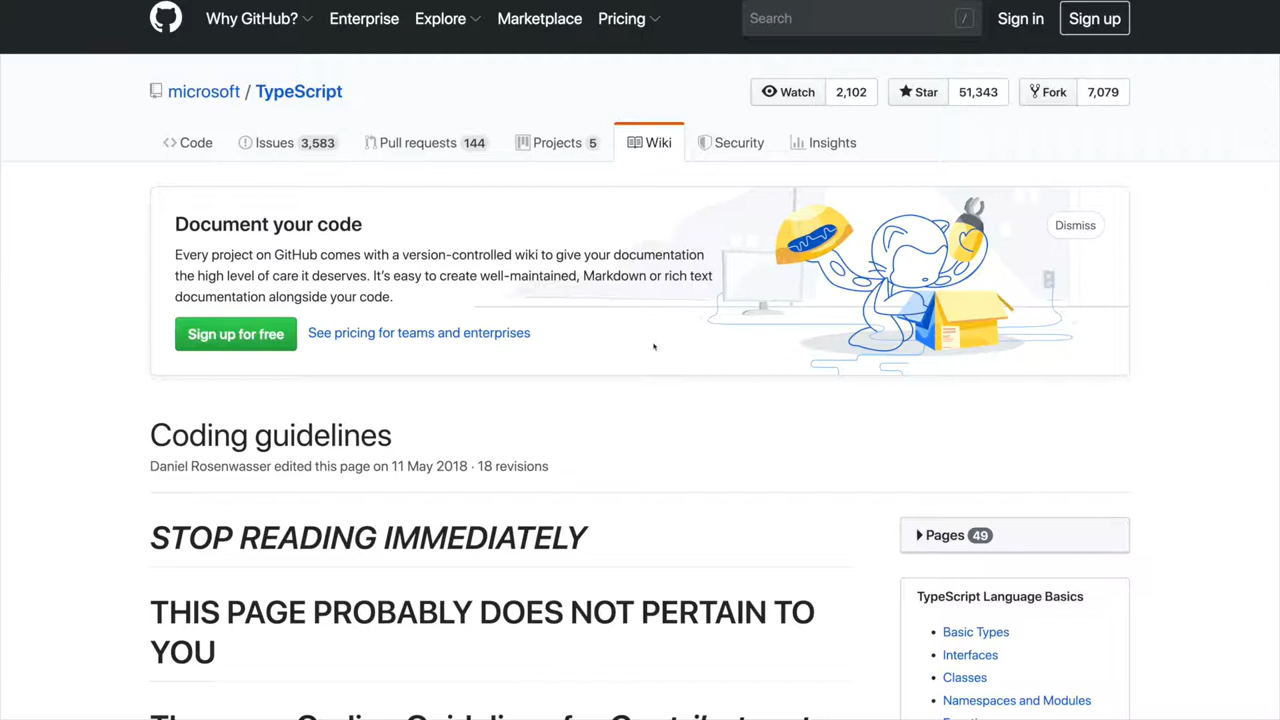 Why GitHub? Enterprise Explore Marketplace Pricing Search / Sign in Sign up
microsoft / TypeScript
Watch 2,102 Star 51,343 Fork 7,079
Code Issues 3,583 Pull requests 144 Projects 5 Wiki Security Insights
Document your code
Dismiss
Every project on GitHub comes with a version-controlled wiki to give your documentation
the high level of care it deserves. It’s easy to create well-maintained, Markdown or rich text
documentation alongside your code.
Sign up for free See pricing for teams and enterprises
Coding guidelines
Daniel Rosenwasser edited this page on 11 May 2018 · 18 revisions
STOP READING IMMEDIATELY
THIS PAGE PROBABLY DOES NOT PERTAIN TO
YOU
Pages 49
TypeScript Language Basics
Basic Types
Interfaces
Classes
Namespaces and Modules